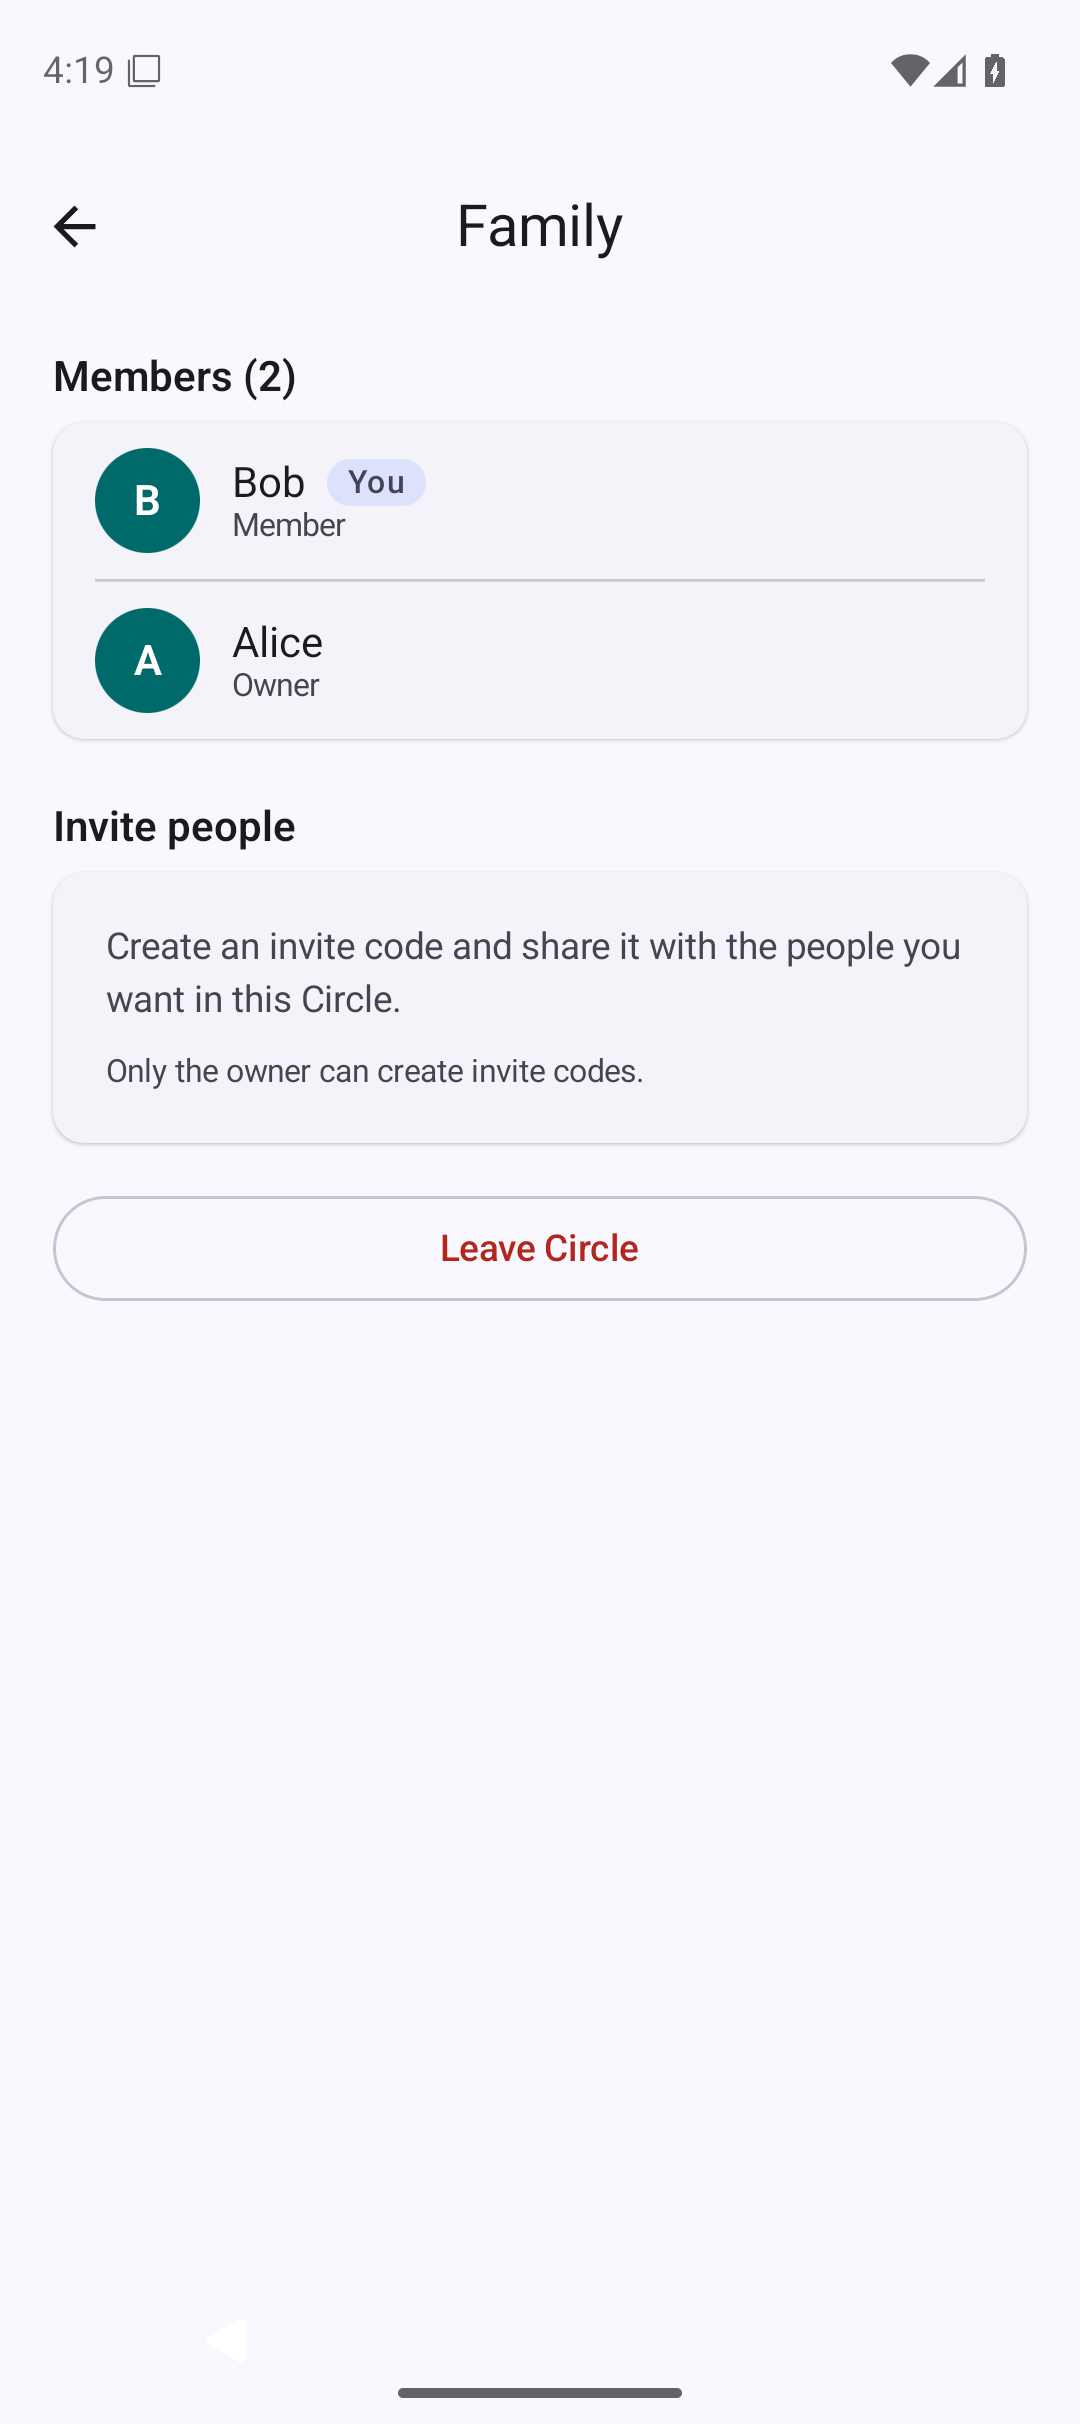 4:19
Family
Members (2)
B
Bob You
Member
A
Alice
Owner
Invite people
Create an invite code and share it with the people you
want in this Circle.
Only the owner can create invite codes.
Leave Circle